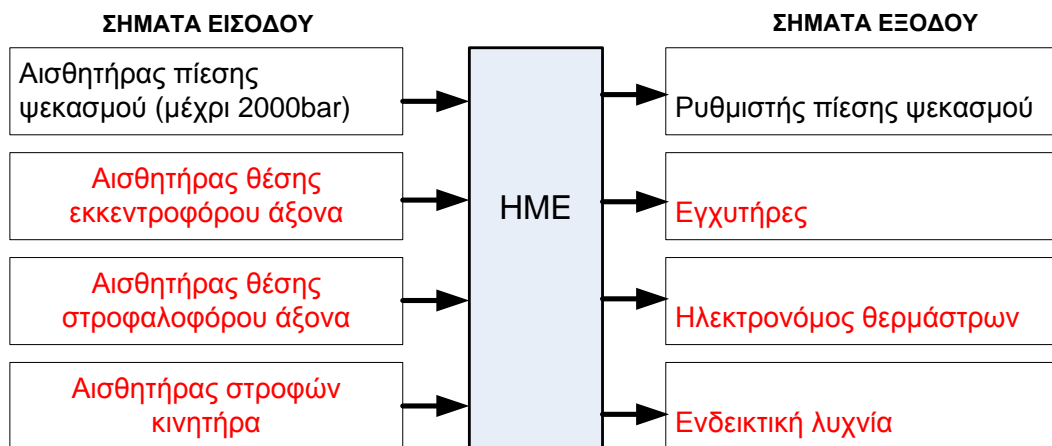 ΣΗΜΑΤΑ ΕΙΣΟΔΟΥ
ΣΗΜΑΤΑ ΕΞΟΔΟΥ
Αισθητήρας πίεσης
ψεκασμού (μέχρι 2000bar)
Αισθητήρας θέσης
εκκεντροφόρου άξονα
Αισθητήρας θέσης
στροφαλοφόρου άξονα
Αισθητήρας στροφών
κινητήρα
ΗΜΕ
Ρυθμιστής πίεσης ψεκασμού
Εγχυτήρες
Ηλεκτρονόμος θερμάστρων
Ενδεικτική λυχνία